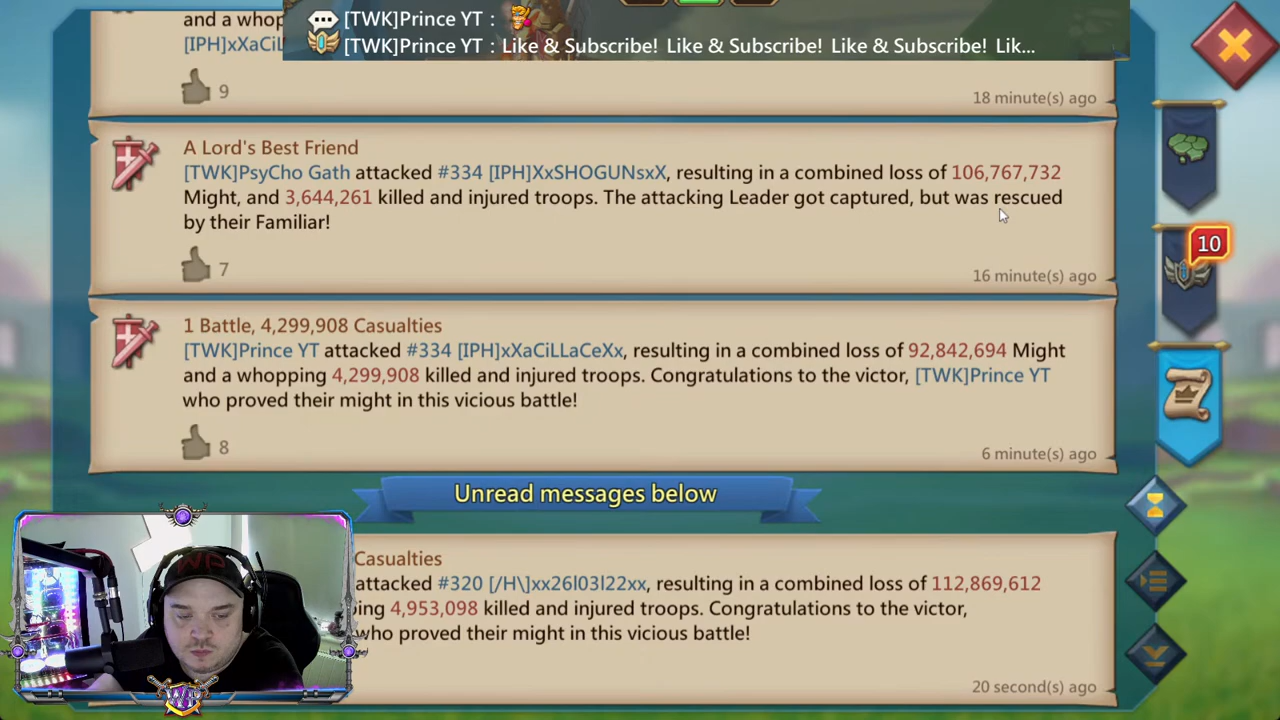 [TWK]Prince YT :
[TWK]Prince YT : Like & Subscribe! Like & Subscribe! Like & Subscribe! Lik...
and a whopp
[IPH]xXaCiL
9
18 minute(s) ago
A Lord's Best Friend
[TWK]PsyCho Gath attacked #334 [IPH]XxSHOGUNsxX, resulting in a combined loss of 106,767,732
Might, and 3,644,261 killed and injured troops. The attacking Leader got captured, but was rescued
by their Familiar!
7
16 minute(s) ago
10
1 Battle, 4,299,908 Casualties
[TWK]Prince YT attacked #334 [IPH]xXaCiLLaCeXx, resulting in a combined loss of 92,842,694 Might
and a whopping 4,299,908 killed and injured troops. Congratulations to the victor, [TWK]Prince YT
who proved their might in this vicious battle!
8
6 minute(s) ago
Unread messages below
Casualties
attacked #320 [/H\]xx26l03l22xx, resulting in a combined loss of 112,869,612
ing 4,953,098 killed and injured troops. Congratulations to the victor,
who proved their might in this vicious battle!
20 second(s) ago
WP
WP